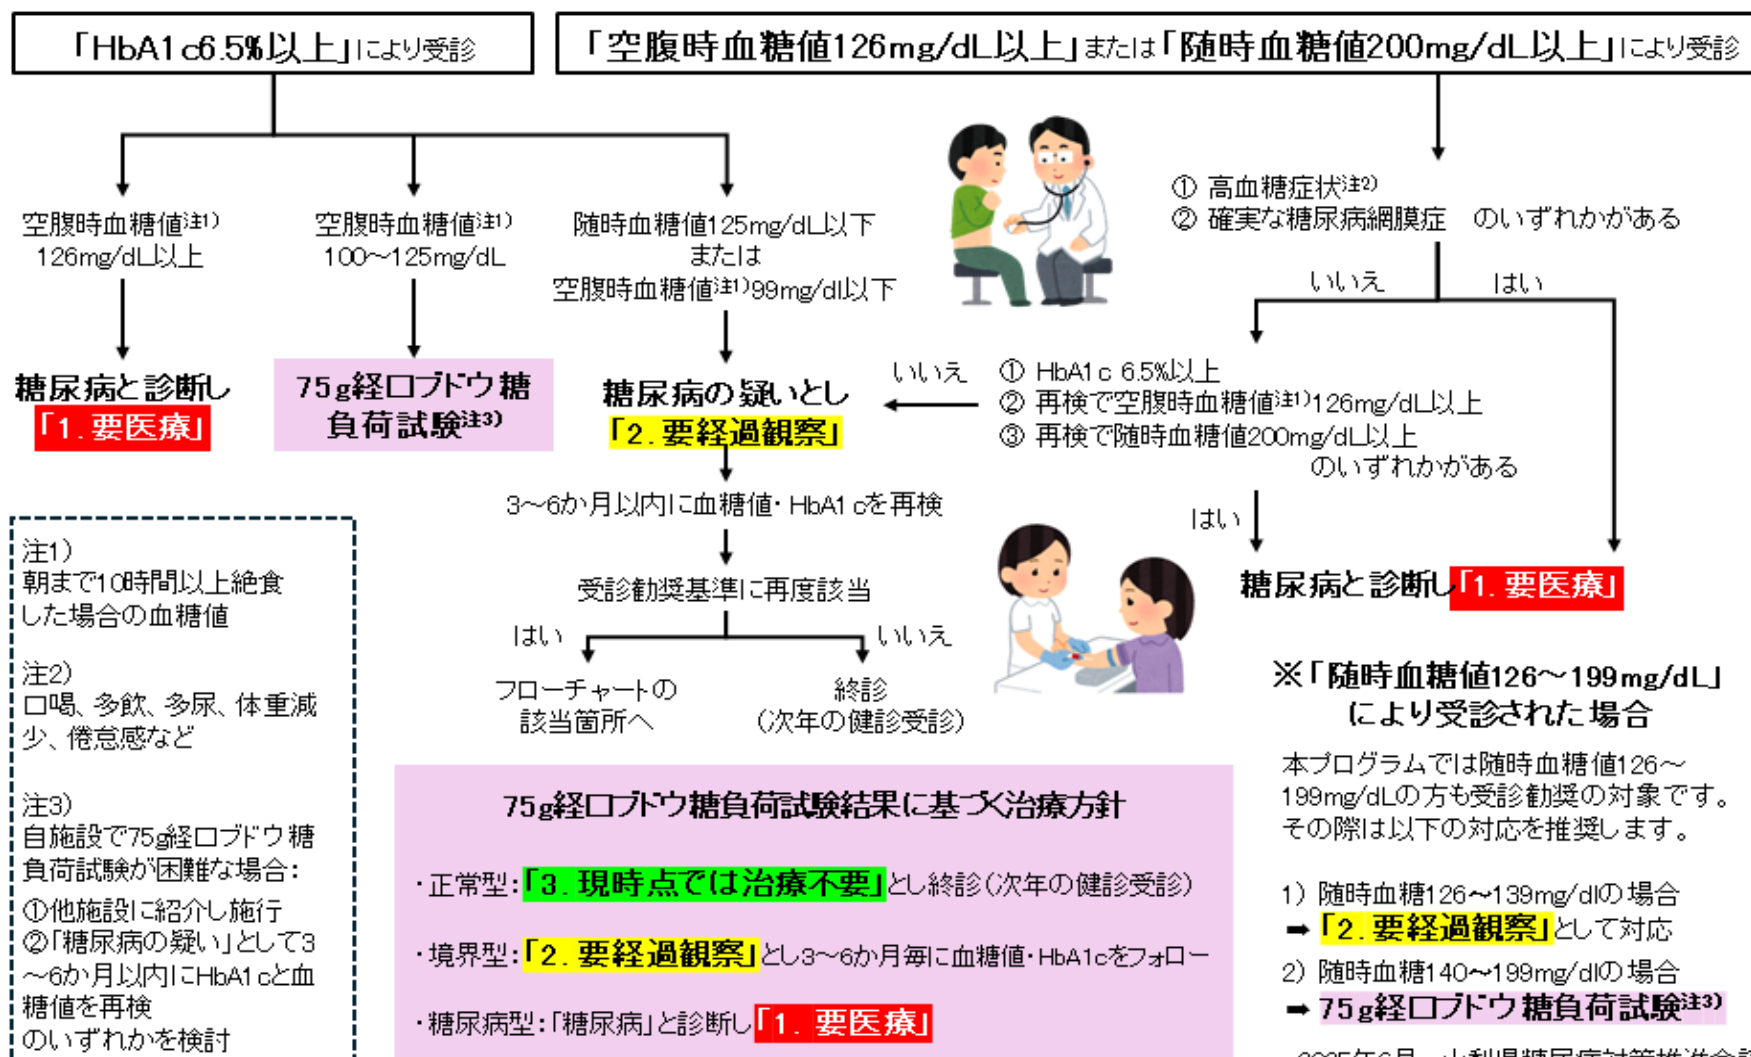 「HbA1c6.5%以上」により受診
「空腹時血糖値126mg/dL以上」または「随時血糖値200mg/dL以上」により受診
空腹時血糖値注1)
126mg/dL以上
空腹時血糖値注1)
100～125mg/dL
随時血糖値125mg/dL以下
または
空腹時血糖値注1)99mg/dl以下
① 高血糖症状注2)
② 確実な糖尿病網膜症 のいずれかがある
いいえ
はい
糖尿病と診断し
「1. 要医療」
75g経口ブドウ糖
負荷試験注3)
糖尿病の疑いとし
「2. 要経過観察」
いいえ
① HbA1c 6.5%以上
② 再検で空腹時血糖値注1)126mg/dL以上
③ 再検で随時血糖値200mg/dL以上
のいずれかがある
3～6か月以内に血糖値・HbA1cを再検
はい
受診勧奨基準に再度該当
糖尿病と診断し「1. 要医療」
はい
いいえ
フローチャートの
該当箇所へ
終診
(次年の健診受診)
注1)
朝まで10時間以上絶食
した場合の血糖値
注2)
口喝、多飲、多尿、体重減
少、倦怠感など
注3)
自施設で75g経口ブドウ糖
負荷試験が困難な場合：
①他施設に紹介し施行
②「糖尿病の疑い」として3
～6か月以内にHbA1cと血
糖値を再検
のいずれかを検討
75g経口ブドウ糖負荷試験結果に基づく治療方針
・正常型：「3. 現時点では治療不要」とし終診(次年の健診受診)
・境界型：「2. 要経過観察」とし3～6か月毎に血糖値・HbA1cをフォロー
・糖尿病型：「糖尿病」と診断し「1. 要医療」
※「随時血糖値126～199mg/dL」
により受診された場合
本プログラムでは随時血糖値126～
199mg/dLの方も受診勧奨の対象です。
その際は以下の対応を推奨します。
1) 随時血糖126～139mg/dlの場合
➡「2. 要経過観察」として対応
2) 随時血糖140～199mg/dlの場合
➡ 75g経口ブドウ糖負荷試験注3)